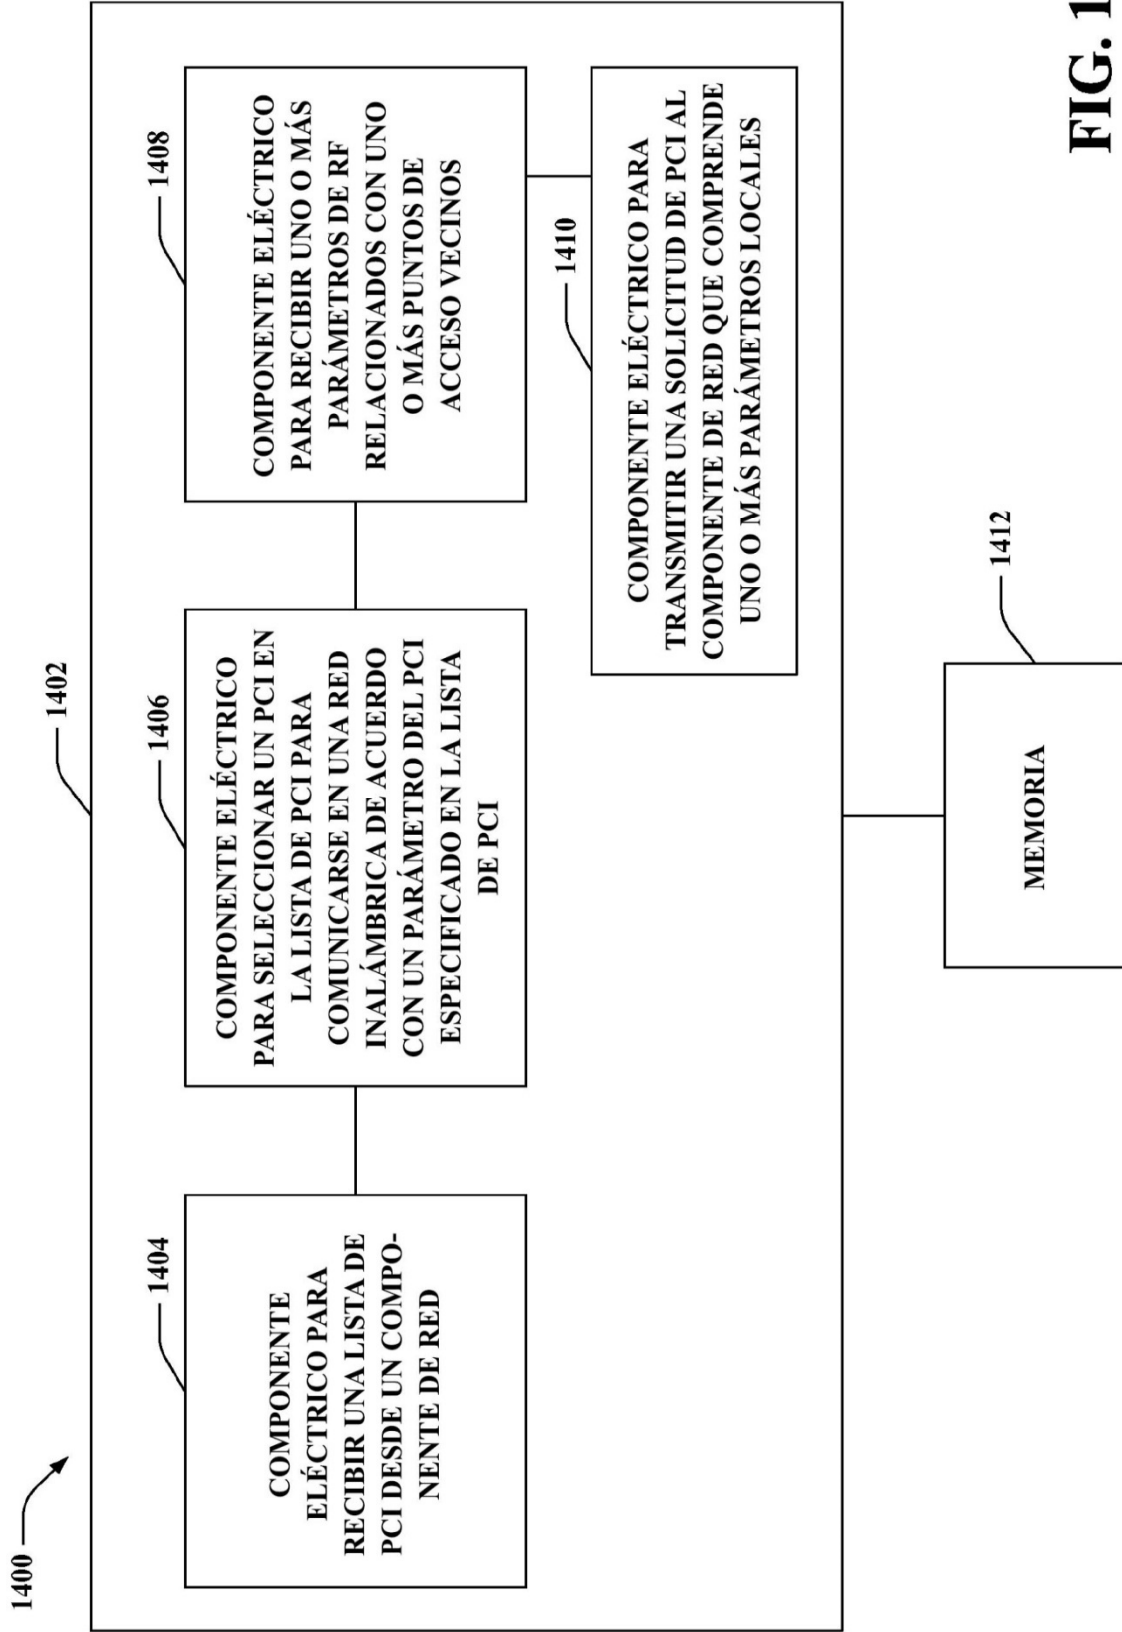 1400
1402
1404
COMPONENTE
ELÉCTRICO PARA
RECIBIR UNA LISTA DE
PCI DESDE UN COMPO-
NENTE DE RED
1406
COMPONENTE ELÉCTRICO
PARA SELECCIONAR UN PCI EN
LA LISTA DE PCI PARA
COMUNICARSE EN UNA RED
INALÁMBRICA DE ACUERDO
CON UN PARÁMETRO DEL PCI
ESPECIFICADO EN LA LISTA
DE PCI
1408
COMPONENTE ELÉCTRICO
PARA RECIBIR UNO O MÁS
PARÁMETROS DE RF
RELACIONADOS CON UNO
O MÁS PUNTOS DE
ACCESO VECINOS
1410
COMPONENTE ELÉCTRICO PARA
TRANSMITIR UNA SOLICITUD DE PCI AL
COMPONENTE DE RED QUE COMPRENDE
UNO O MÁS PARÁMETROS LOCALES
1412
MEMORIA
FIG. 1